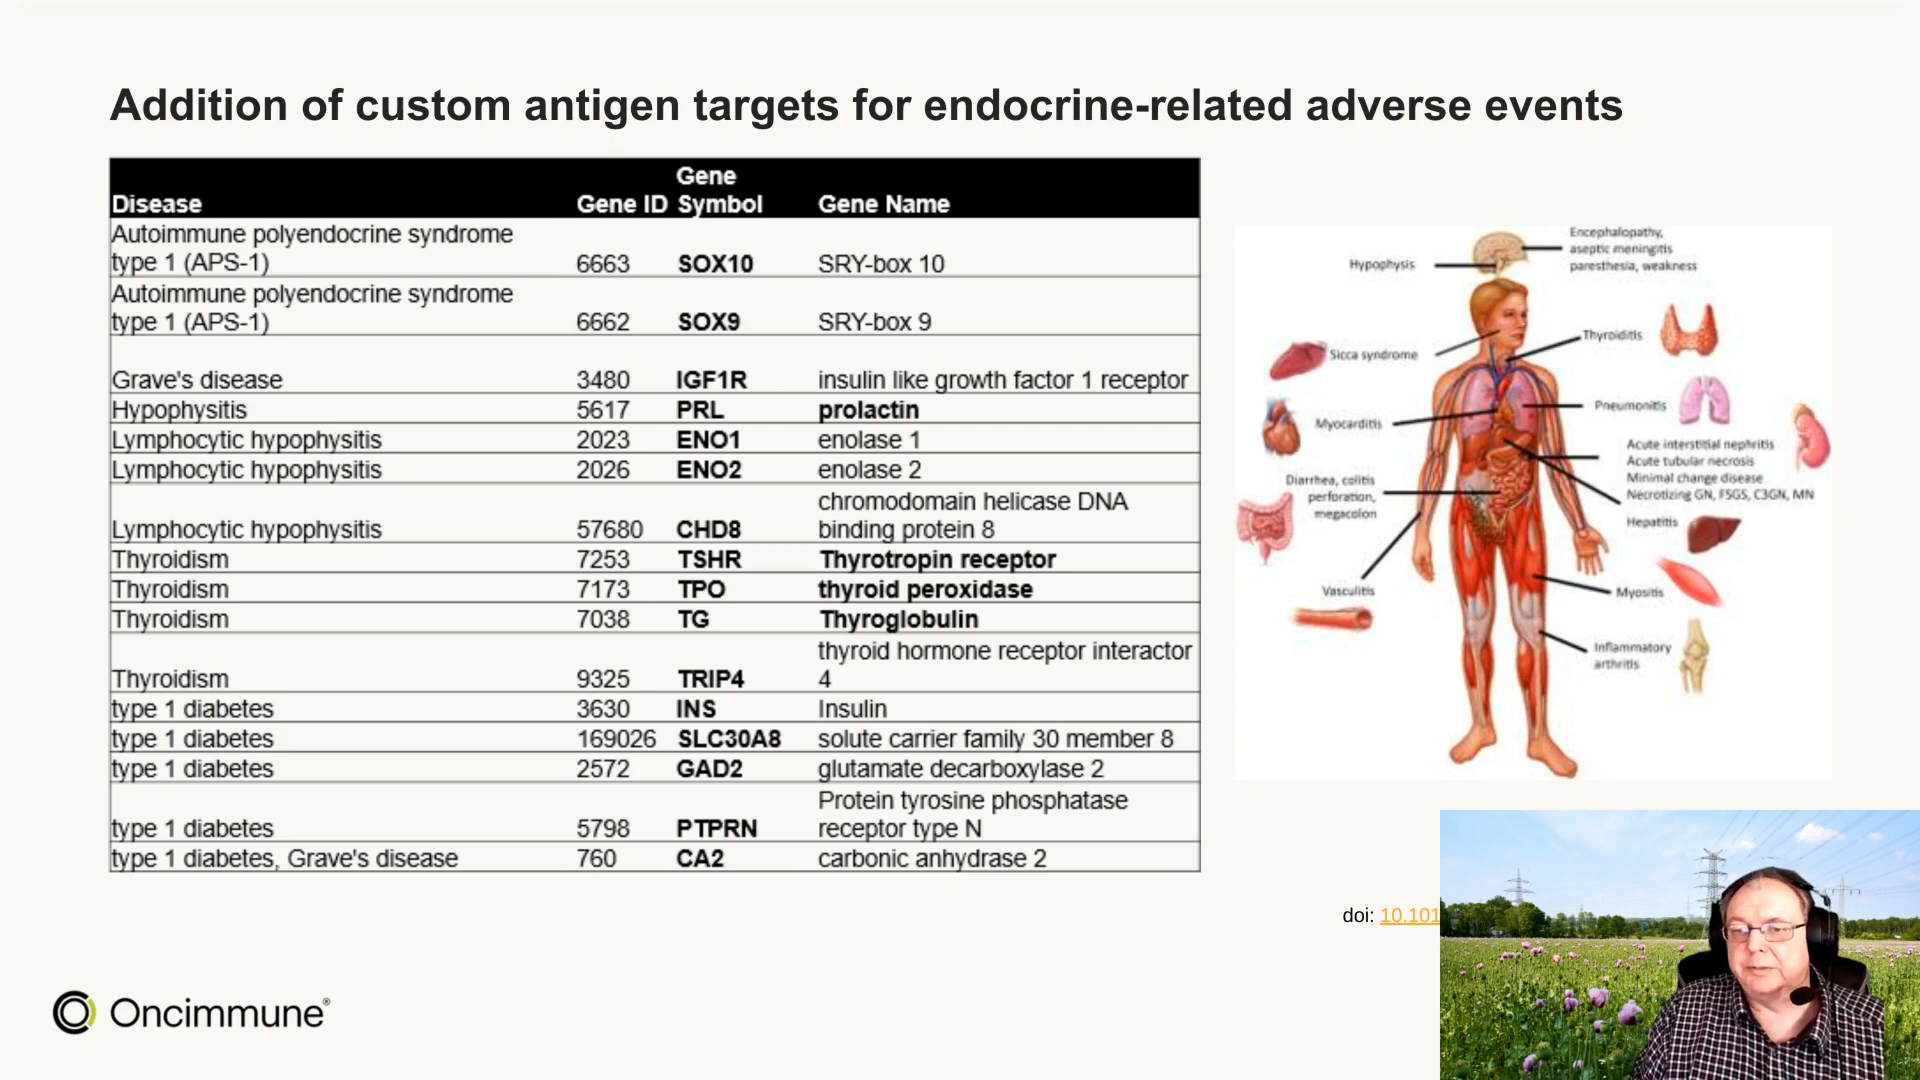 Addition of custom antigen targets for endocrine-related adverse events
Disease Gene ID Gene Symbol Gene Name
Autoimmune polyendocrine syndrome
type 1 (APS-1) 6663 SOX10 SRY-box 10
Autoimmune polyendocrine syndrome
type 1 (APS-1) 6662 SOX9 SRY-box 9
Grave's disease 3480 IGF1R insulin like growth factor 1 receptor
Hypophysitis 5617 PRL prolactin
Lymphocytic hypophysitis 2023 ENO1 enolase 1
Lymphocytic hypophysitis 2026 ENO2 enolase 2
chromodomain helicase DNA
Lymphocytic hypophysitis 57680 CHD8 binding protein 8
Thyroidism 7253 TSHR Thyrotropin receptor
Thyroidism 7173 TPO thyroid peroxidase
Thyroidism 7038 TG Thyroglobulin
thyroid hormone receptor interactor
Thyroidism 9325 TRIP4 4
type 1 diabetes 3630 INS Insulin
type 1 diabetes 169026 SLC30A8 solute carrier family 30 member 8
type 1 diabetes 2572 GAD2 glutamate decarboxylase 2
Protein tyrosine phosphatase
type 1 diabetes 5798 PTPRN receptor type N
type 1 diabetes, Grave's disease 760 CA2 carbonic anhydrase 2
Encephalopathy,
aseptic meningitis
paresthesia, weakness
Hypophysis
Thyroiditis
Sicca syndrome
Pneumonitis
Myocarditis
Acute interstitial nephritis
Acute tubular necrosis
Minimal change disease
Necrotizing GN, FSGS, C3GN, MN
Diarrhea, colitis
perforation,
megacolon
Hepatitis
Vasculitis
Myositis
Inflammatory
arthritis
doi: 10.101
Oncimmune®